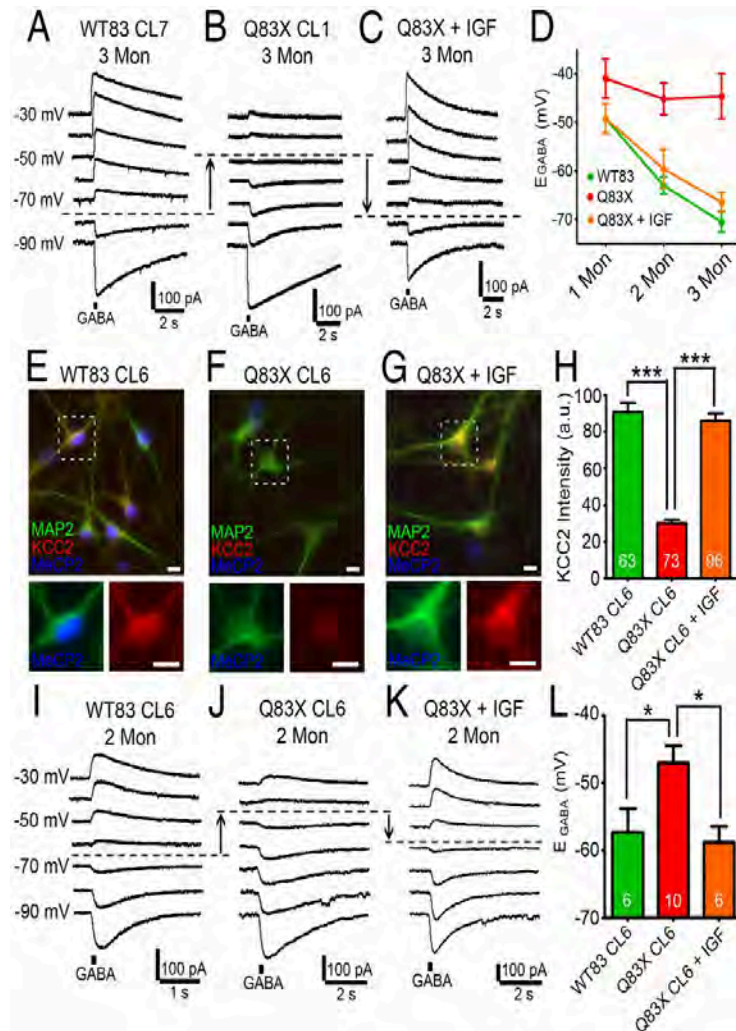 A
WT83 CL7
3 Mon
-30 mV
-50 mV
-70 mV
-90 mV
GABA
100 pA
2 s
B
Q83X CL1
3 Mon
GABA
100 pA
2 s
C
Q83X + IGF
3 Mon
GABA
100 pA
2 s
D
E GABA (mV)
-40
-50
-60
-70
WT83
Q83X
Q83X + IGF
1 Mon
2 Mon
3 Mon
E
WT83 CL6
MAP2
KCC2
MeCP2
MeCP2
F
Q83X CL6
MAP2
KCC2
MeCP2
MeCP2
G
Q83X + IGF
MAP2
KCC2
MeCP2
MeCP2
H
KCC2 Intensity (a.u.)
100
80
60
40
20
0
***
***
63
73
96
WT83 CL6
Q83X CL6
Q83X CL6 + IGF
I
WT83 CL6
2 Mon
-30 mV
-50 mV
-70 mV
-90 mV
GABA
100 pA
1 s
J
Q83X CL6
2 Mon
GABA
100 pA
2 s
K
Q83X + IGF
2 Mon
GABA
100 pA
2 s
L
E GABA (mV)
-40
-50
-60
-70
*
*
6
10
6
WT83 CL6
Q83X CL6
Q83X CL6 + IGF